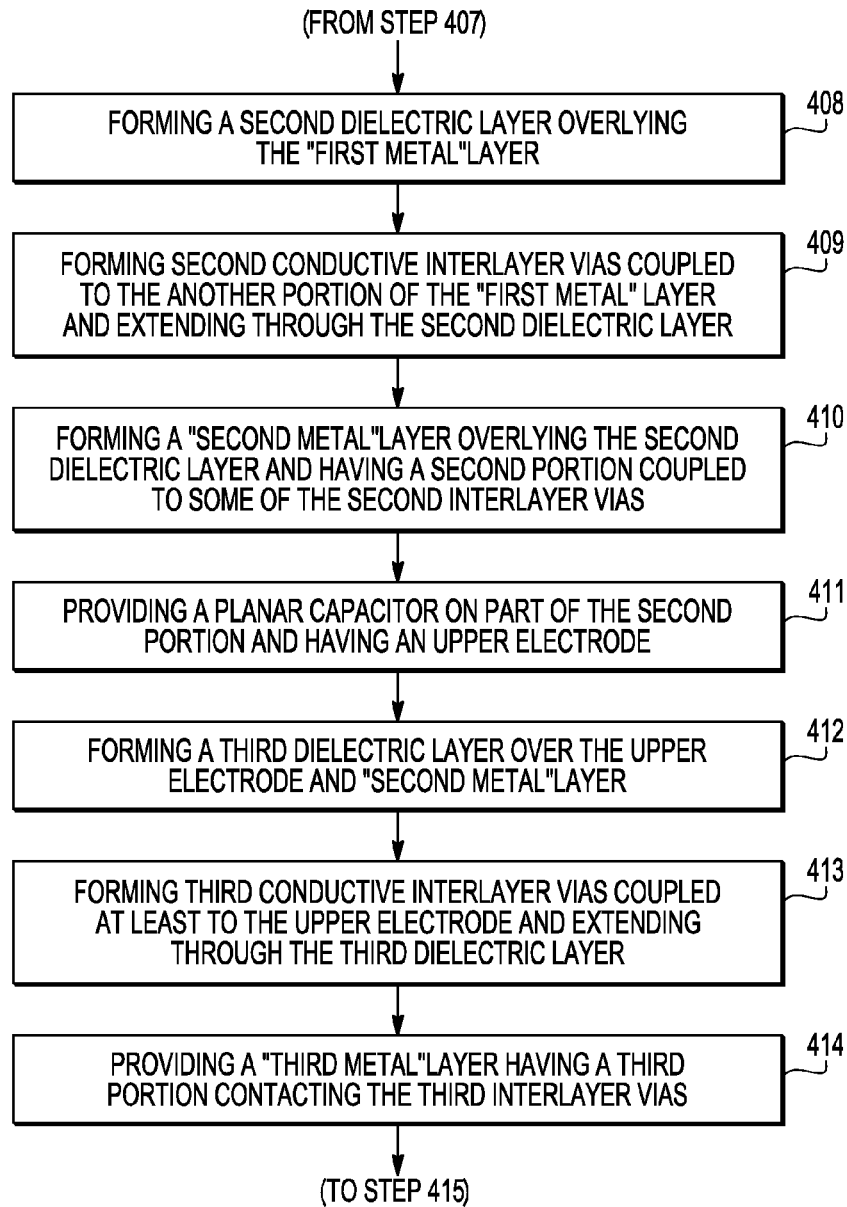 (FROM STEP 407)
408
FORMING A SECOND DIELECTRIC LAYER OVERLYING
THE "FIRST METAL"LAYER
409
FORMING SECOND CONDUCTIVE INTERLAYER VIAS COUPLED
TO THE ANOTHER PORTION OF THE "FIRST METAL" LAYER
AND EXTENDING THROUGH THE SECOND DIELECTRIC LAYER
410
FORMING A "SECOND METAL"LAYER OVERLYING THE SECOND
DIELECTRIC LAYER AND HAVING A SECOND PORTION COUPLED
TO SOME OF THE SECOND INTERLAYER VIAS
411
PROVIDING A PLANAR CAPACITOR ON PART OF THE SECOND
PORTION AND HAVING AN UPPER ELECTRODE
412
FORMING A THIRD DIELECTRIC LAYER OVER THE UPPER
ELECTRODE AND "SECOND METAL"LAYER
413
FORMING THIRD CONDUCTIVE INTERLAYER VIAS COUPLED
AT LEAST TO THE UPPER ELECTRODE AND EXTENDING
THROUGH THE THIRD DIELECTRIC LAYER
414
PROVIDING A "THIRD METAL"LAYER HAVING A THIRD
PORTION CONTACTING THE THIRD INTERLAYER VIAS
(TO STEP 415)